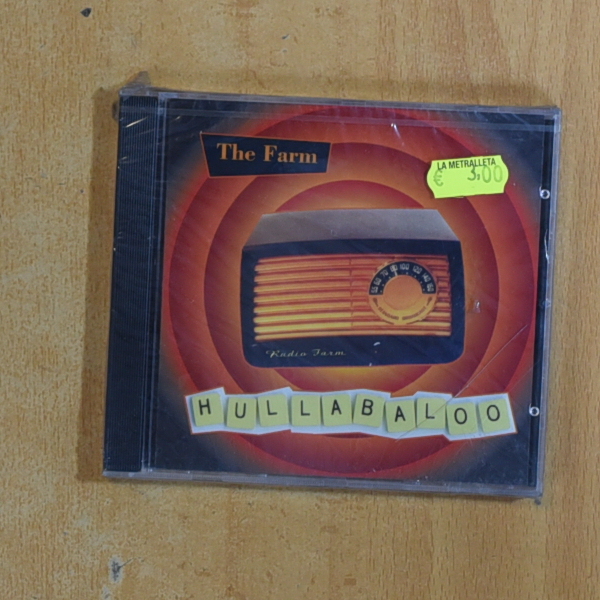 The Farm
LA METRALLETA
€ 3,00
Radio Farm
HULLABALOO